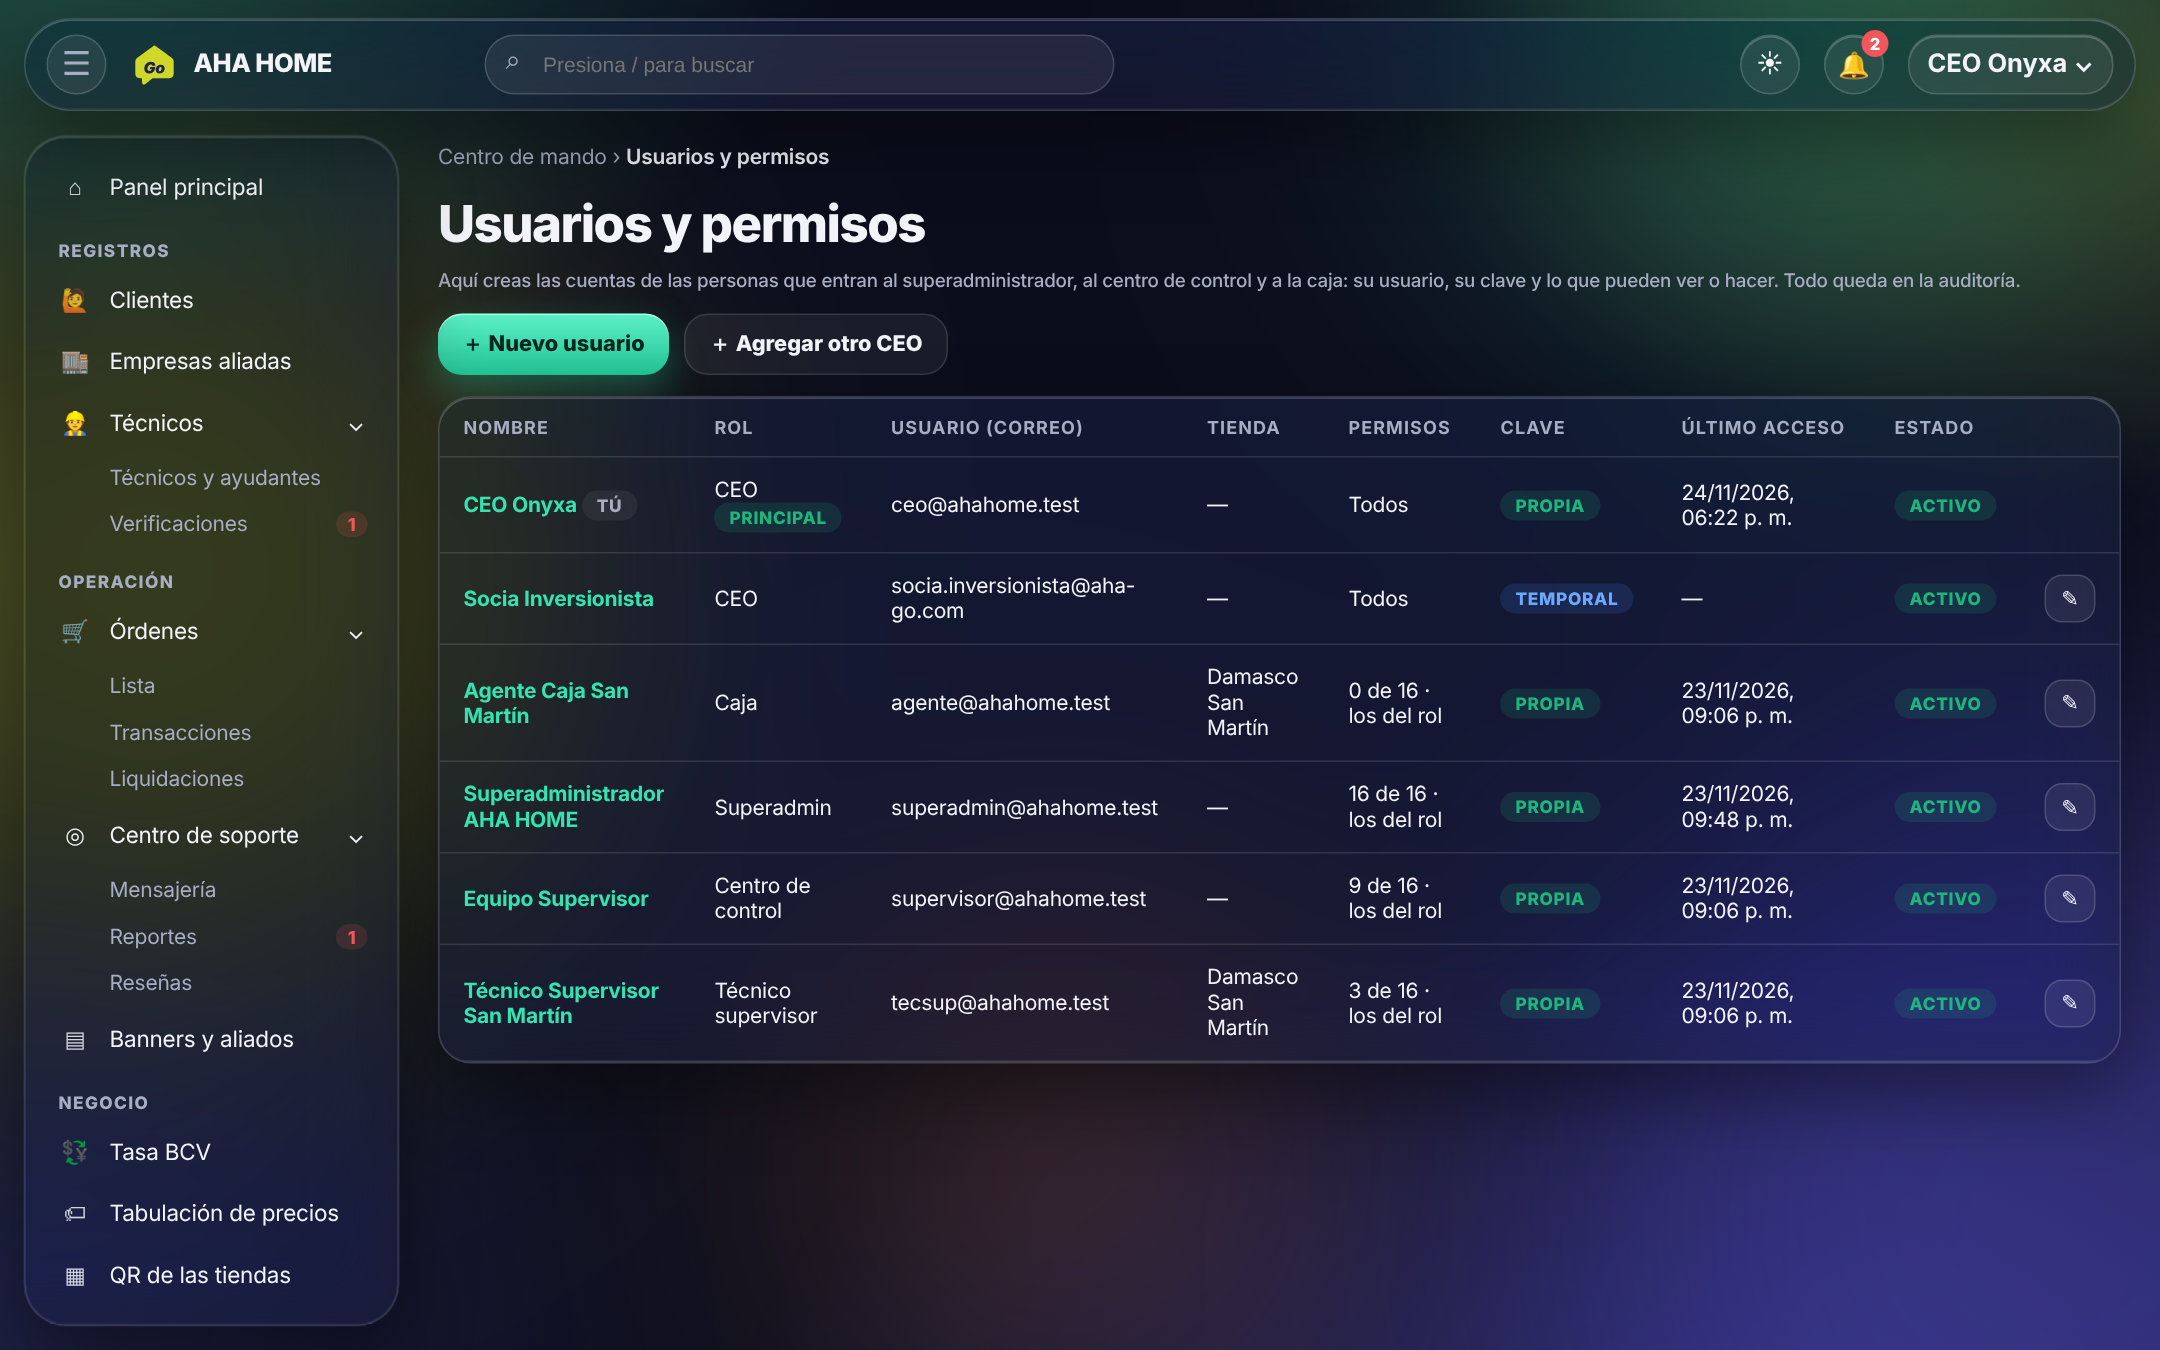 Go AHA HOME
Presiona / para buscar
2
CEO Onyxa
Panel principal
REGISTROS
Clientes
Empresas aliadas
Técnicos
Técnicos y ayudantes
Verificaciones 1
OPERACIÓN
Órdenes
Lista
Transacciones
Liquidaciones
Centro de soporte
Mensajería
Reportes 1
Reseñas
Banners y aliados
NEGOCIO
Tasa BCV
Tabulación de precios
QR de las tiendas
Centro de mando › Usuarios y permisos
Usuarios y permisos
Aquí creas las cuentas de las personas que entran al superadministrador, al centro de control y a la caja: su usuario, su clave y lo que pueden ver o hacer. Todo queda en la auditoría.
+ Nuevo usuario
+ Agregar otro CEO
NOMBRE ROL USUARIO (CORREO) TIENDA PERMISOS CLAVE ÚLTIMO ACCESO ESTADO
CEO Onyxa TÚ
CEO
PRINCIPAL
ceo@ahahome.test
—
Todos
PROPIA
24/11/2026,
06:22 p. m.
ACTIVO
Socia Inversionista
CEO
socia.inversionista@aha-
go.com
—
Todos
TEMPORAL
—
ACTIVO
Agente Caja San
Martín
Caja
agente@ahahome.test
Damasco
San
Martín
0 de 16 ·
los del rol
PROPIA
23/11/2026,
09:06 p. m.
ACTIVO
Superadministrador
AHA HOME
Superadmin
superadmin@ahahome.test
—
16 de 16 ·
los del rol
PROPIA
23/11/2026,
09:48 p. m.
ACTIVO
Equipo Supervisor
Centro de
control
supervisor@ahahome.test
—
9 de 16 ·
los del rol
PROPIA
23/11/2026,
09:06 p. m.
ACTIVO
Técnico Supervisor
San Martín
Técnico
supervisor
tecsup@ahahome.test
Damasco
San
Martín
3 de 16 ·
los del rol
PROPIA
23/11/2026,
09:06 p. m.
ACTIVO